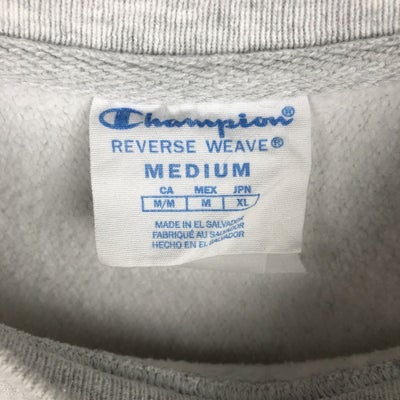 Champion®
REVERSE WEAVE®
MEDIUM
CA MEX JPN
M/M M XL
MADE IN EL SALVADOR
FABRIQUÉ AU SALVADOR
HECHO EN EL SALVADOR